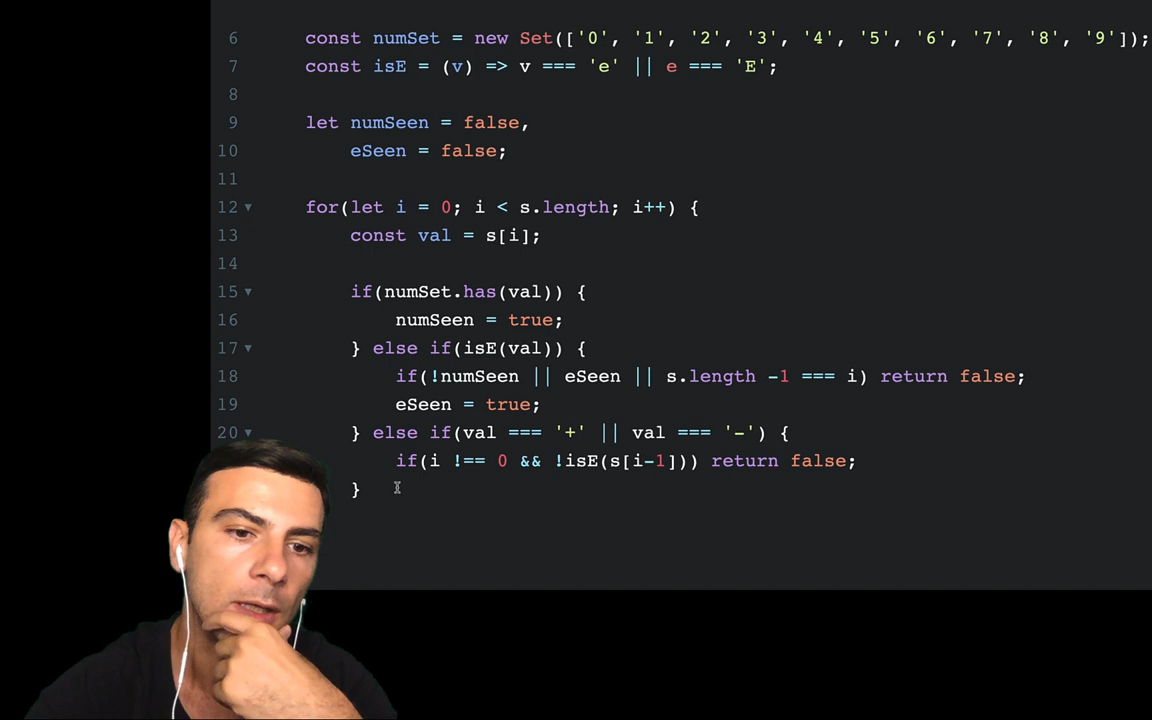 6 const numSet = new Set(['0', '1', '2', '3', '4', '5', '6', '7', '8', '9']);
7 const isE = (v) => v === 'e' || e === 'E';
8
9 let numSeen = false,
10 eSeen = false;
11
12 for(let i = 0; i < s.length; i++) {
13 const val = s[i];
14
15 if(numSet.has(val)) {
16 numSeen = true;
17 } else if(isE(val)) {
18 if(!numSeen || eSeen || s.length -1 === i) return false;
19 eSeen = true;
20 } else if(val === '+' || val === '-') {
if(i !== 0 && !isE(s[i-1])) return false;
}